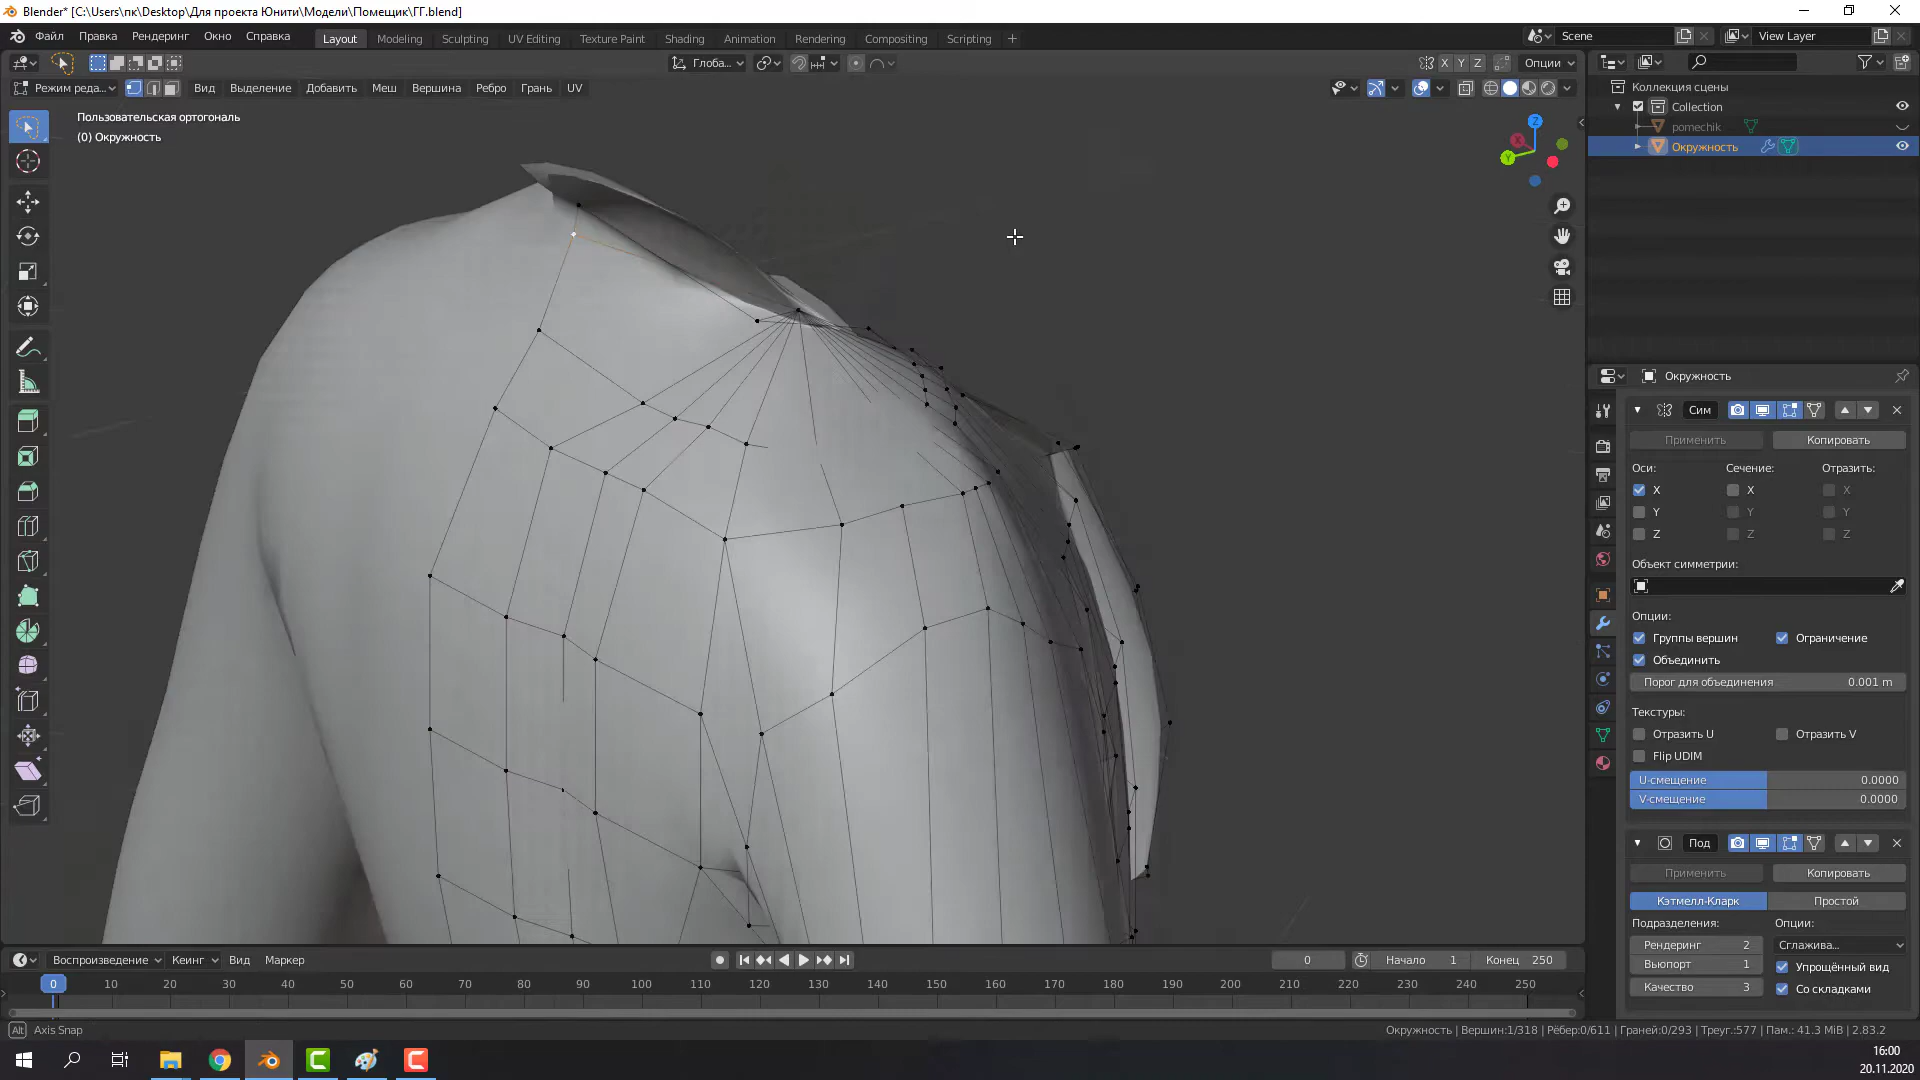 Blender* [C:\Users\пк\Desktop\Для проекта Юнити\Модели\Помещик\ГГ.blend]
Файл Правка Рендеринг Окно Справка Layout Modeling Sculpting UV Editing Texture Paint Shading Animation Rendering Compositing Scripting Scene View Layer
Глоба... X Y Z Опции
Режим реда... Вид Выделение Добавить Меш Вершина Ребро Грань UV
Коллекция сцены
Collection
pomechik
Окружность
Пользовательская ортогональ
(0) Окружность
Z
X
Y
Окружность
Сим
Применить Копировать
Оси: Сечение: Отразить:
X X X
Y Y Y
Z Z Z
Объект симметрии:
Опции:
Группы вершин Ограничение
Объединить
Порог для объединения 0.001 m
Текстуры:
Отразить U Отразить V
Flip UDIM
U-смещение 0.0000
V-смещение 0.0000
Под
Применить Копировать
Кэтмелл-Кларк Простой
Подразделения: Опции:
Рендеринг 2 Сглажива...
Вьюпорт 1 Упрощённый вид
Качество 3 Со складками
Воспроизведение Кеинг Вид Маркер 0 Начало 1 Конец 250
0 10 20 30 40 50 60 70 80 90 100 110 120 130 140 150 160 170 180 190 200 210 220 230 240 250
Alt Axis Snap
Окружность | Вершин:1/318 | Рёбер:0/611 | Граней:0/293 | Треуг.:577 | Пам.: 41.3 MiB | 2.83.2
16:00
20.11.2020